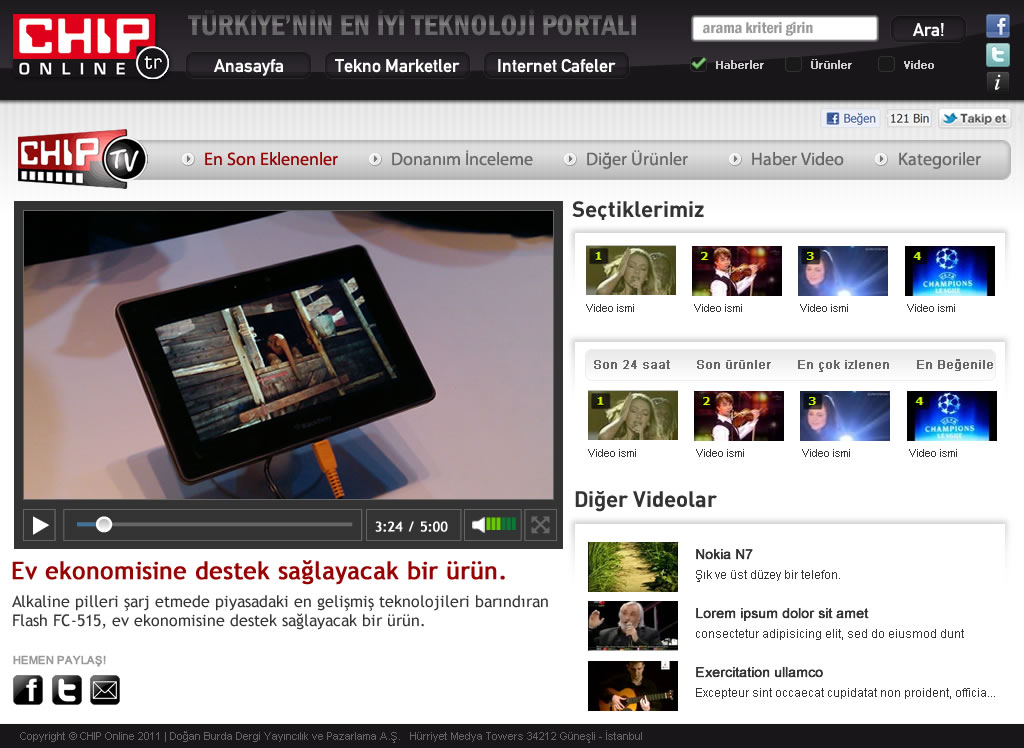 CHIP
ONLINE tr
TÜRKİYE'NİN EN İYİ TEKNOLOJİ PORTALI
arama kriteri girin
Ara!
Anasayfa
Tekno Marketler
Internet Cafeler
Haberler
Ürünler
Video
Beğen
121 Bin
Takip et
CHIP TV
En Son Eklenenler
Donanım İnceleme
Diğer Ürünler
Haber Video
Kategoriler
Seçtiklerimiz
1
2
3
4
CHAMPIONS
LEAGUE
Video ismi
Video ismi
Video ismi
Video ismi
Son 24 saat
Son ürünler
En çok izlenen
En Beğenile
1
2
3
4
CHAMPIONS
LEAGUE
Video ismi
Video ismi
Video ismi
Video ismi
3:24 / 5:00
Ev ekonomisine destek sağlayacak bir ürün.
Alkaline pilleri şarj etmede piyasadaki en gelişmiş teknolojileri barındıran
Flash FC-515, ev ekonomisine destek sağlayacak bir ürün.
HEMEN PAYLAŞ!
Diğer Videolar
Nokia N7
Şık ve üst düzey bir telefon.
Lorem ipsum dolor sit amet
consectetur adipisicing elit, sed do eiusmod dunt
Exercitation ullamco
Excepteur sint occaecat cupidatat non proident, officia...
Copyright © CHIP Online 2011 | Doğan Burda Dergi Yayıncılık ve Pazarlama A.Ş. Hürriyet Medya Towers 34212 Güneşli - İstanbul